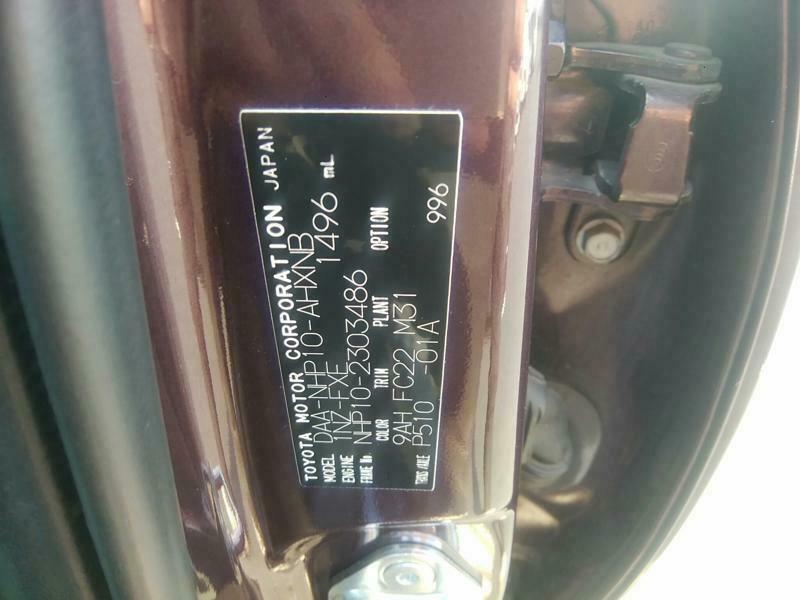 TOYOTA MOTOR CORPORATION JAPAN
MODEL DAA-NHP10-AHXNB
ENGINE 1NZ-FXE 1496 mL
FRAME No. NHP10-2303486
COLOR TRIM PLANT OPTION
9AH FC22 M31
TRANS/AXLE P510 -01A 996